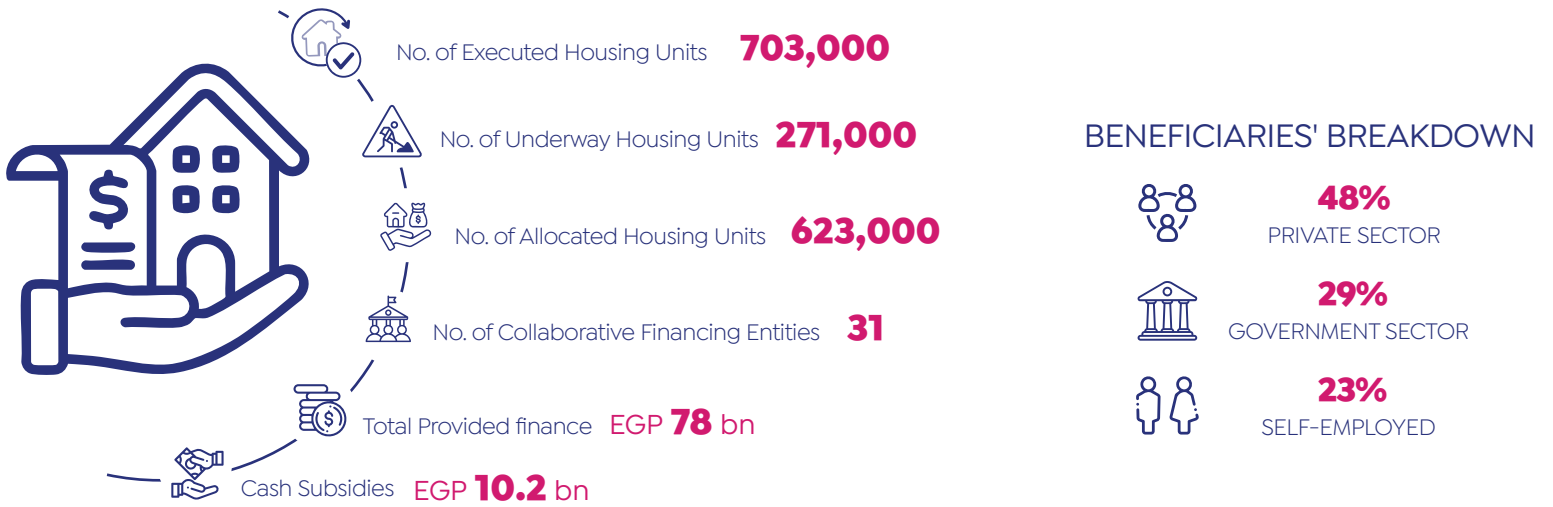 No. of Executed Housing Units 703,000
No. of Underway Housing Units 271,000
No. of Allocated Housing Units 623,000
No. of Collaborative Financing Entities 31
Total Provided finance EGP 78 bn
Cash Subsidies EGP 10.2 bn
BENEFICIARIES' BREAKDOWN
48%
PRIVATE SECTOR
29%
GOVERNMENT SECTOR
23%
SELF-EMPLOYED